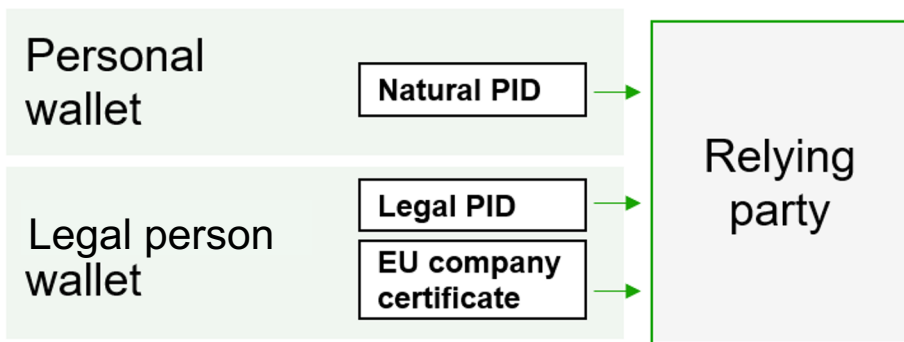 Personal
wallet
Natural PID
Legal person
wallet
Legal PID
EU company
certificate
Relying
party